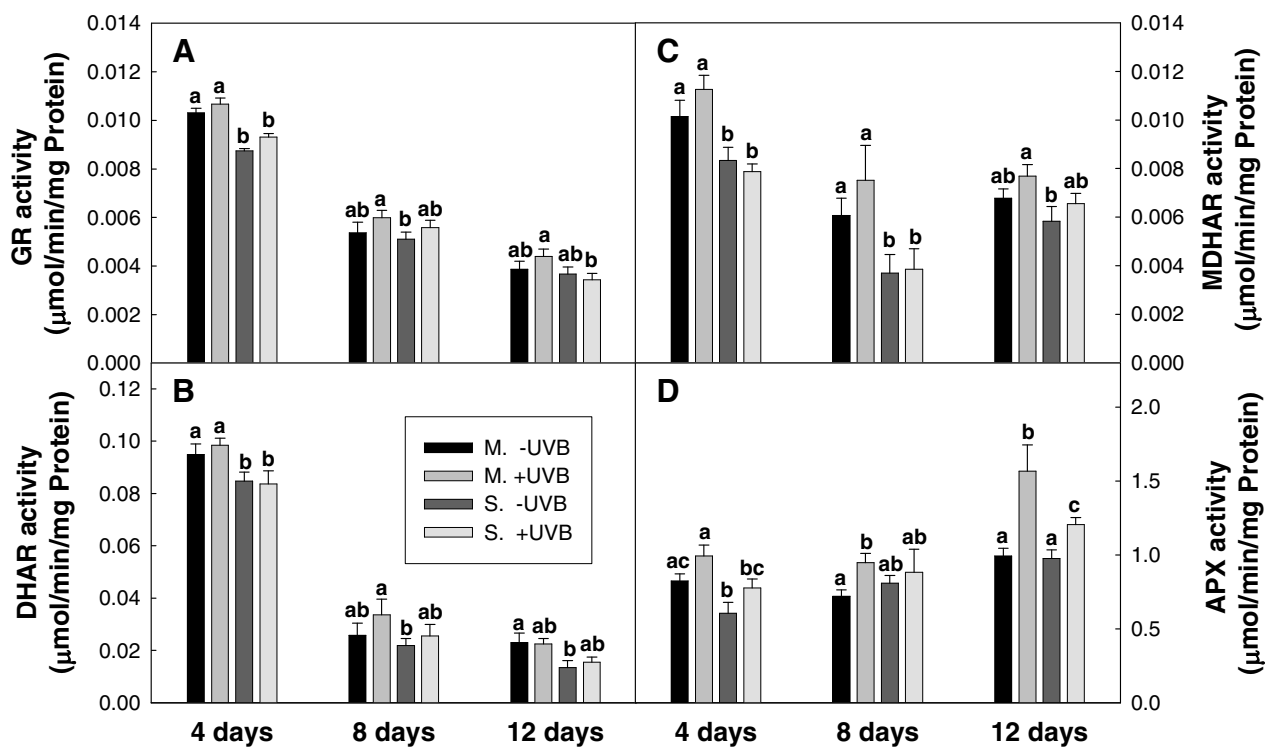 A
GR activity
(µmol/min/mg Protein)
0.014
0.012
0.010
0.008
0.006
0.004
0.002
0.000
a a b b
ab a b ab
ab a ab b
C
MDHAR activity
(µmol/min/mg Protein)
0.014
0.012
0.010
0.008
0.006
0.004
0.002
0.000
a a b b
a a b b
ab a b ab
B
DHAR activity
(µmol/min/mg Protein)
0.12
0.10
0.08
0.06
0.04
0.02
0.00
a a b b
ab a b ab
a ab b ab
M. -UVB
M. +UVB
S. -UVB
S. +UVB
4 days 8 days 12 days
D
APX activity
(µmol/min/mg Protein)
2.0
1.5
1.0
0.5
0.0
ac a b bc
a b ab ab
a b a c
4 days 8 days 12 days